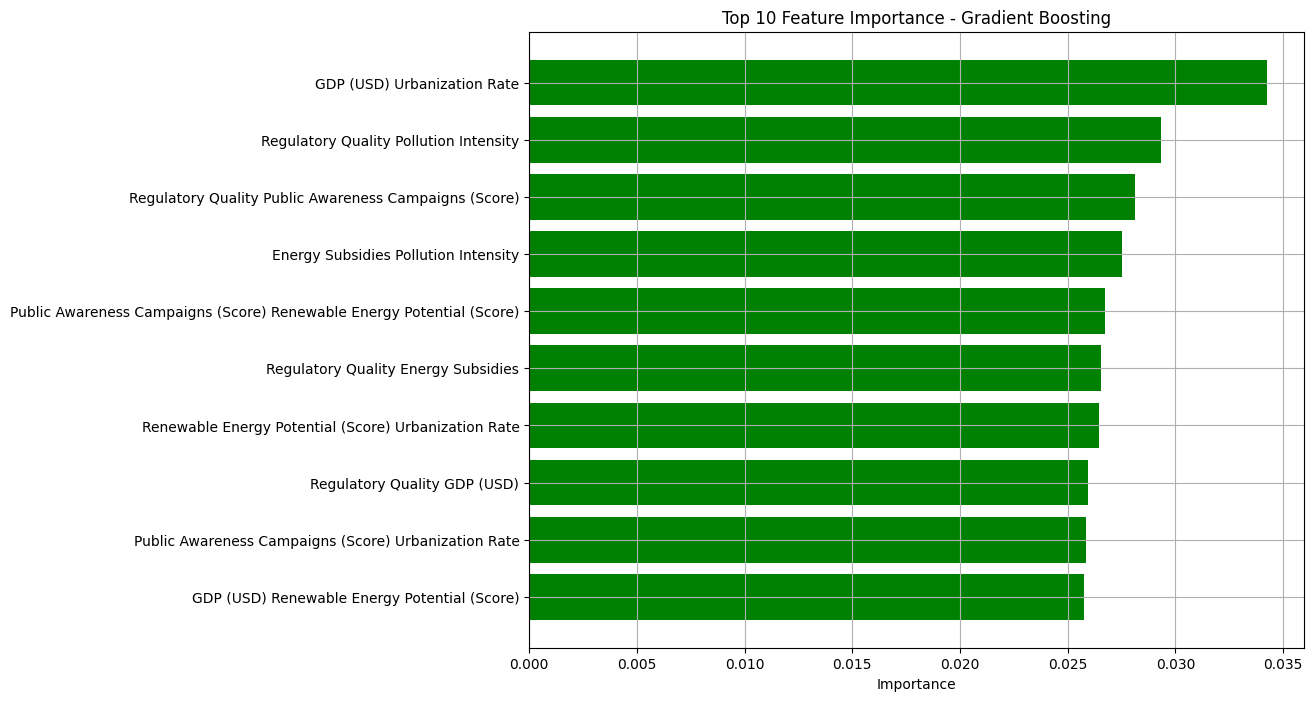 Top 10 Feature Importance - Gradient Boosting
GDP (USD) Urbanization Rate
Regulatory Quality Pollution Intensity
Regulatory Quality Public Awareness Campaigns (Score)
Energy Subsidies Pollution Intensity
Public Awareness Campaigns (Score) Renewable Energy Potential (Score)
Regulatory Quality Energy Subsidies
Renewable Energy Potential (Score) Urbanization Rate
Regulatory Quality GDP (USD)
Public Awareness Campaigns (Score) Urbanization Rate
GDP (USD) Renewable Energy Potential (Score)
0.000 0.005 0.010 0.015 0.020 0.025 0.030 0.035
Importance